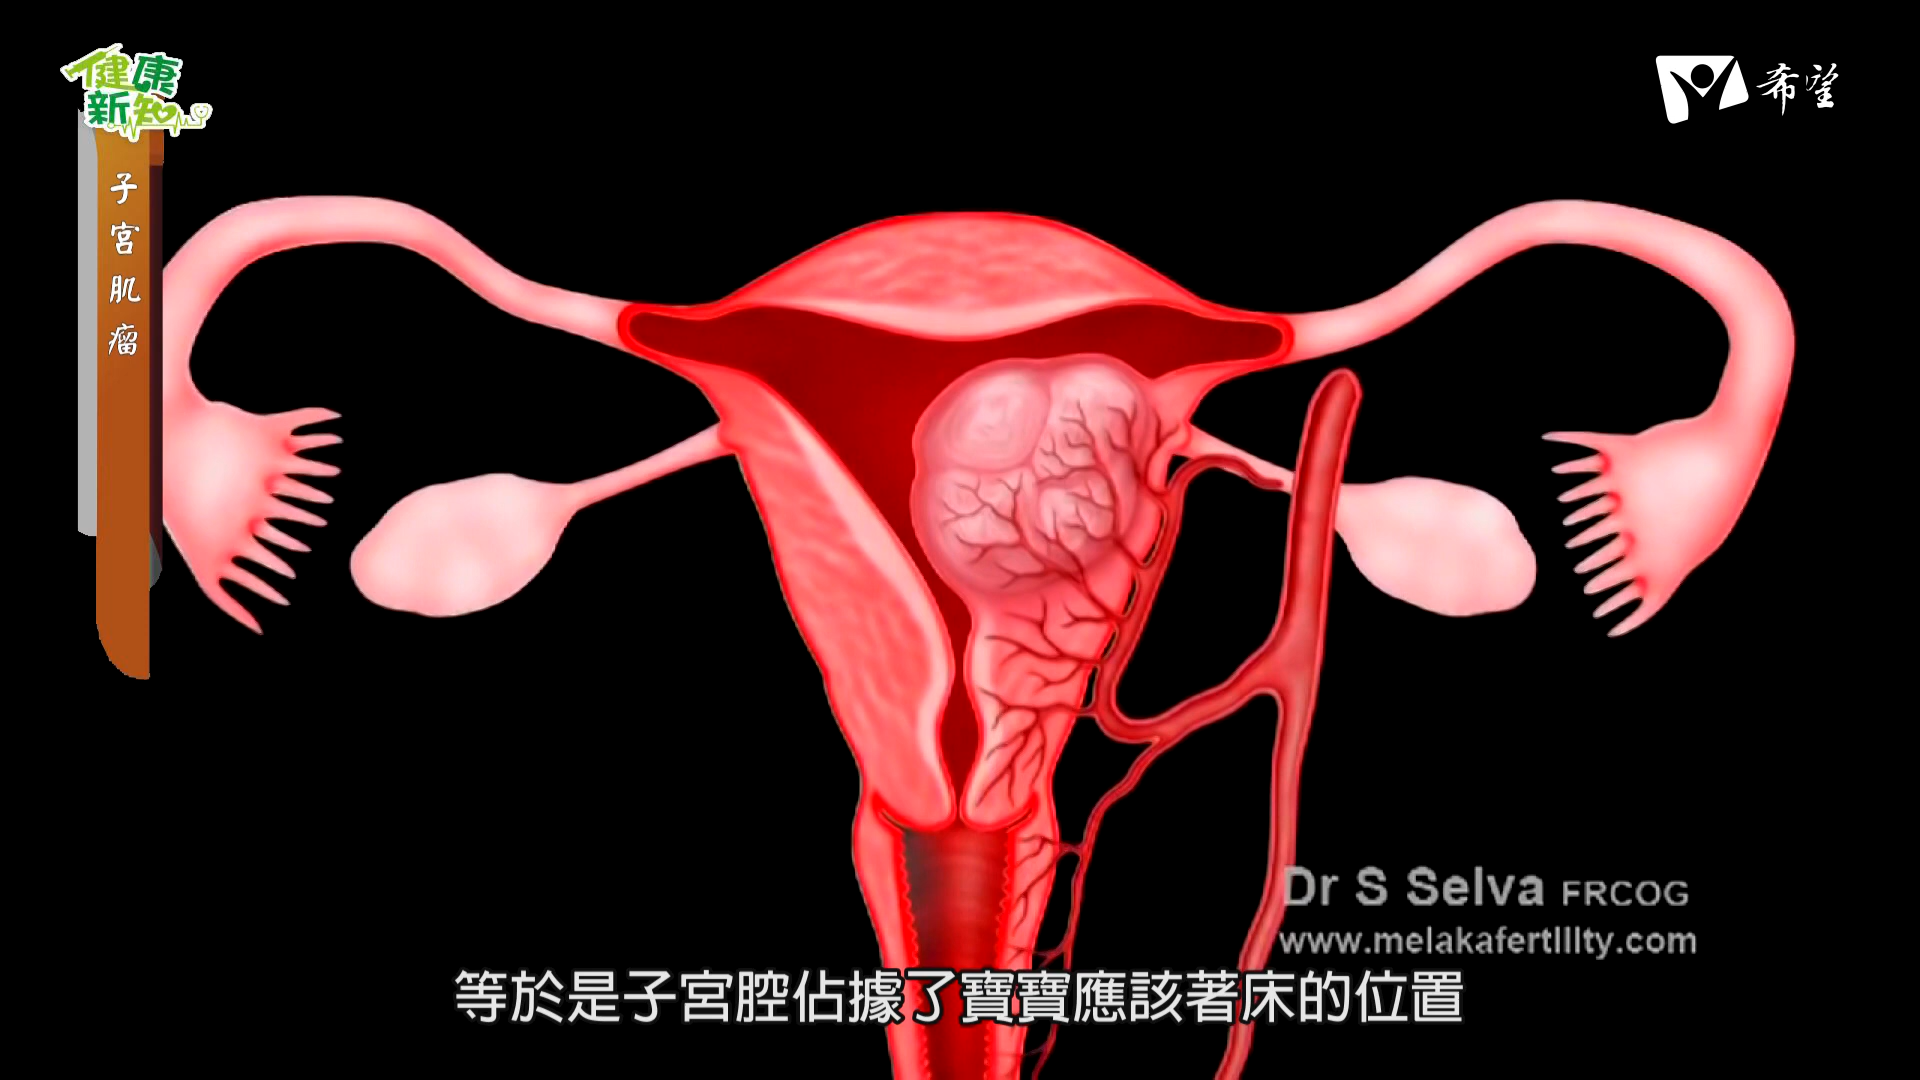 健康
新知
希望
子宮肌瘤
Dr S Selva FRCOG
www.melakafertility.com
等於是子宮腔佔據了寶寶應該著床的位置